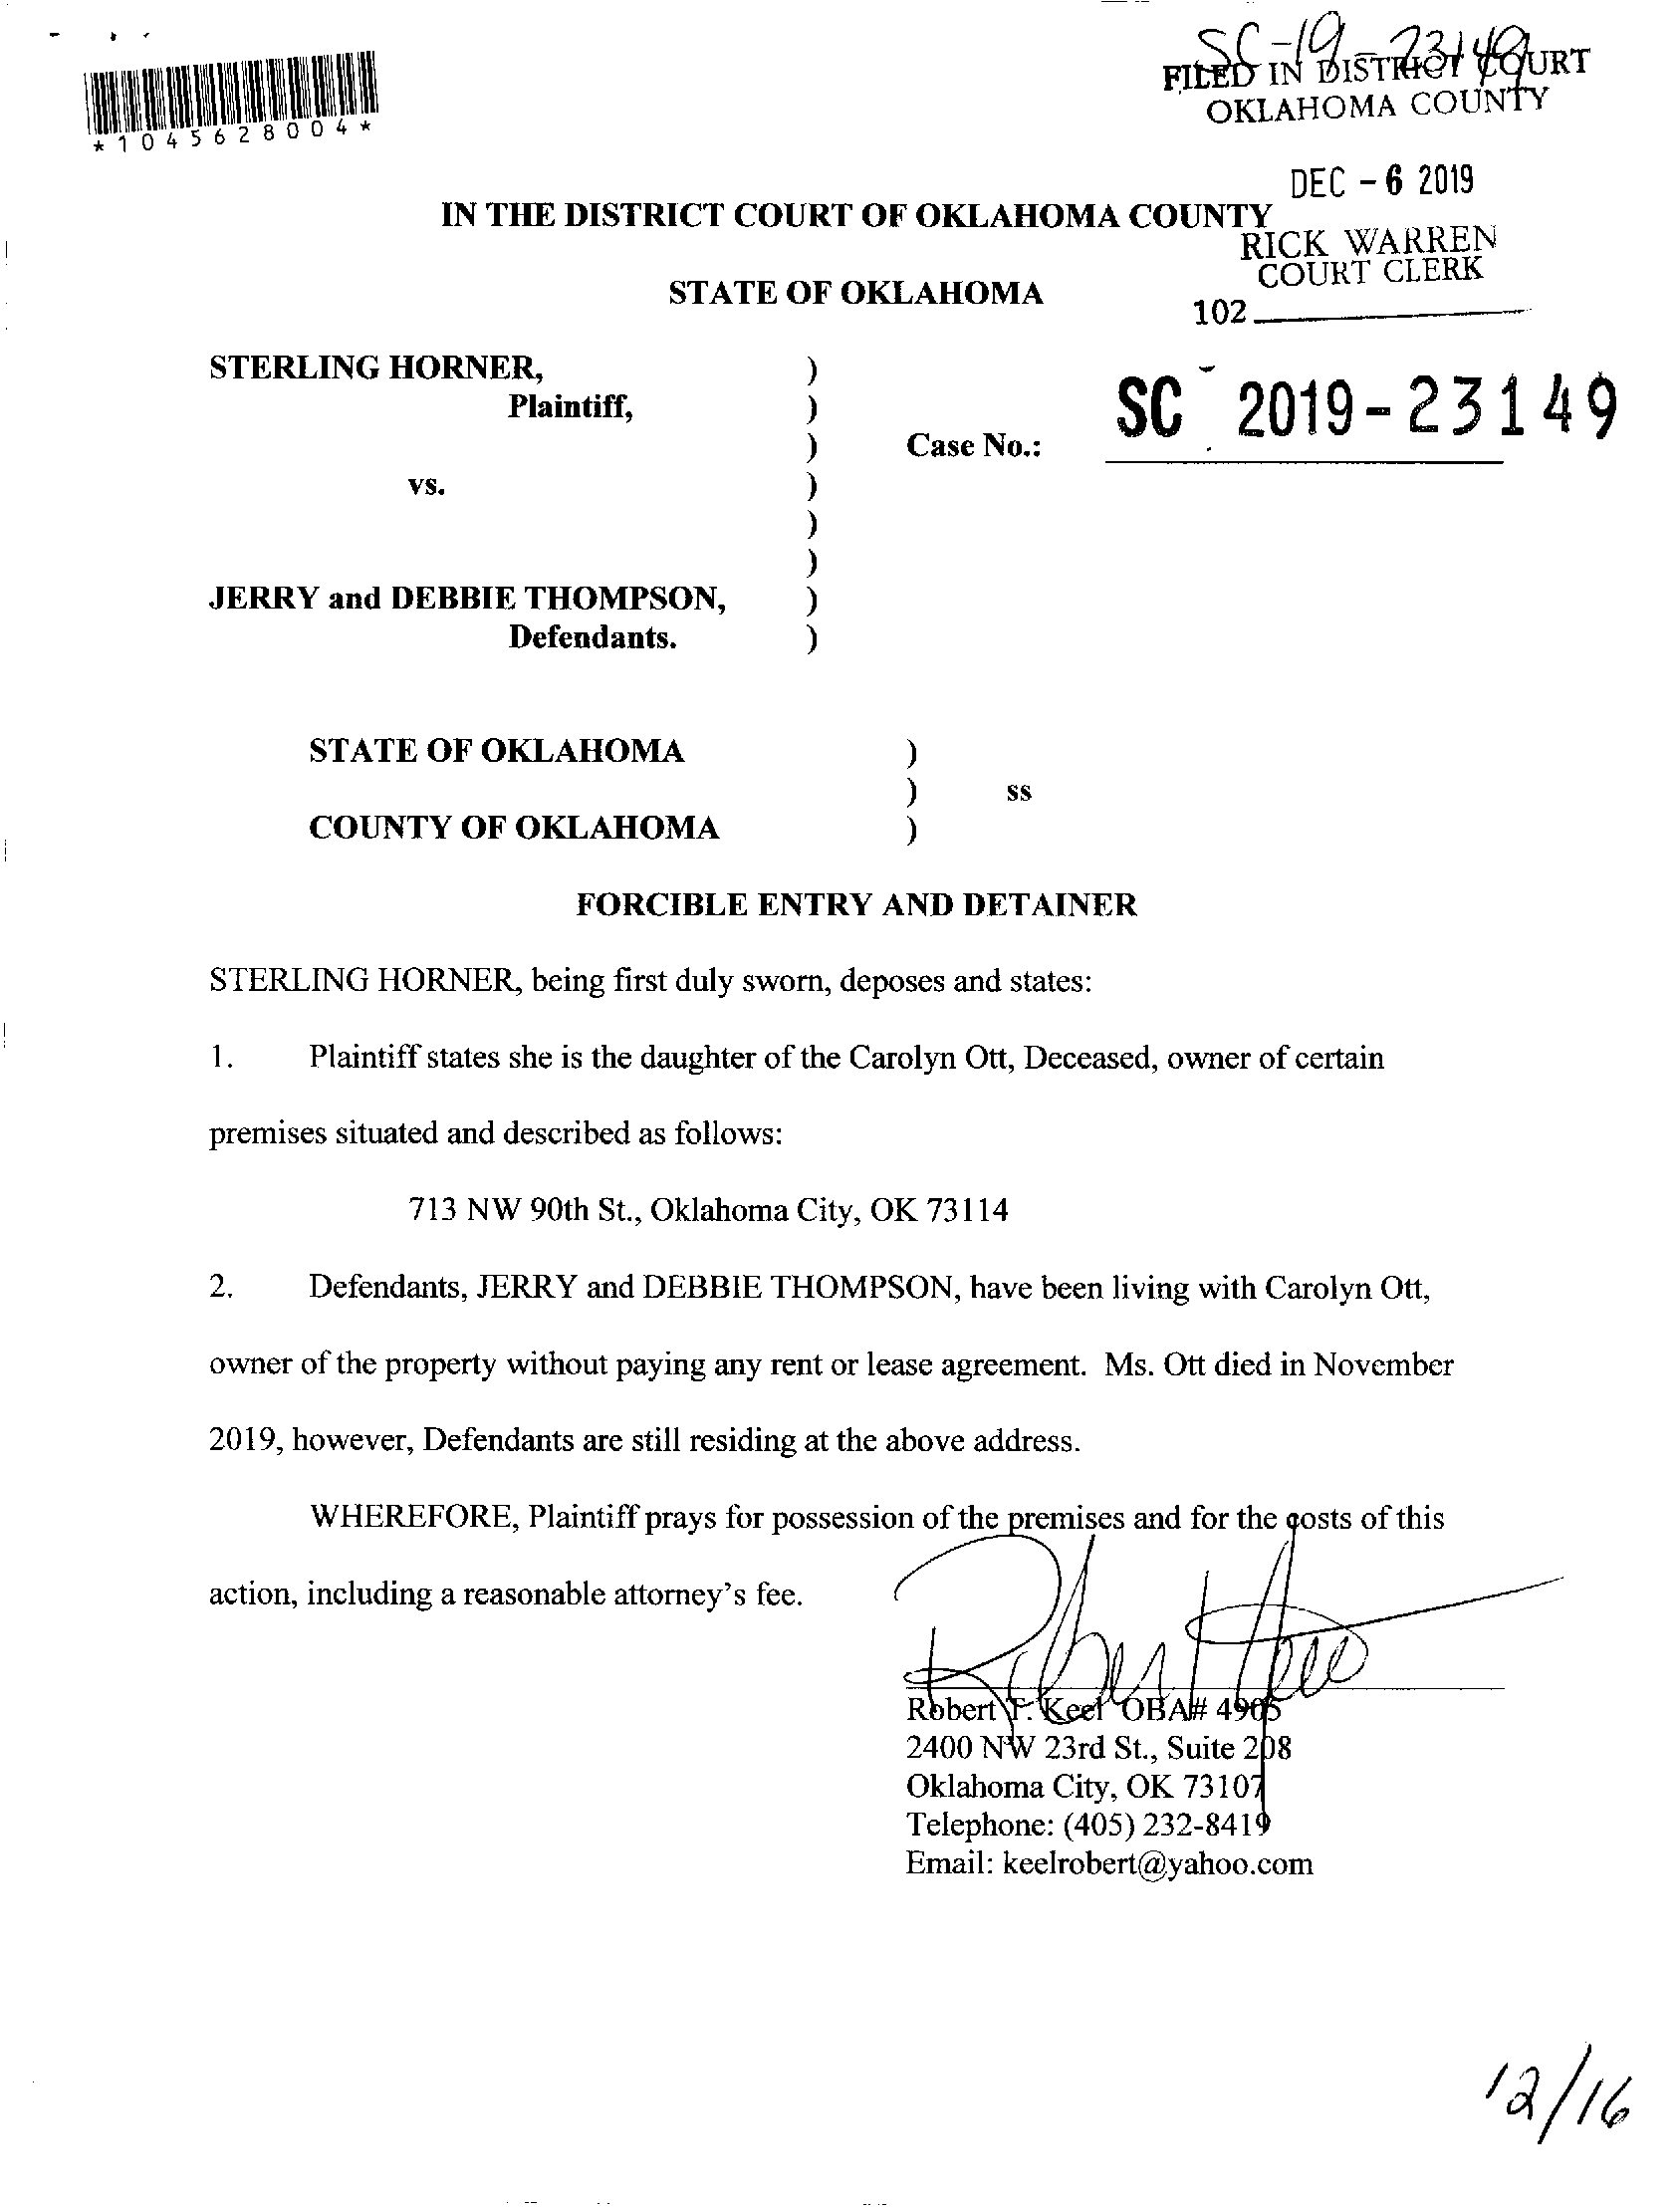 SC-19-23149
FILED IN DISTRICT COURT
OKLAHOMA COUNTY
*1045628004*
DEC - 6 2019
IN THE DISTRICT COURT OF OKLAHOMA COUNTY
RICK WARREN
COURT CLERK
STATE OF OKLAHOMA
102
STERLING HORNER, )
Plaintiff, )
) Case No.: SC 2019-23149
vs. )
)
)
JERRY and DEBBIE THOMPSON, )
Defendants. )
STATE OF OKLAHOMA )
) ss
COUNTY OF OKLAHOMA )
FORCIBLE ENTRY AND DETAINER
STERLING HORNER, being first duly sworn, deposes and states:
1. Plaintiff states she is the daughter of the Carolyn Ott, Deceased, owner of certain
premises situated and described as follows:
713 NW 90th St., Oklahoma City, OK 73114
2. Defendants, JERRY and DEBBIE THOMPSON, have been living with Carolyn Ott,
owner of the property without paying any rent or lease agreement. Ms. Ott died in November
2019, however, Defendants are still residing at the above address.
WHEREFORE, Plaintiff prays for possession of the premises and for the costs of this
action, including a reasonable attorney's fee.
Robert F. Keel OBA# 4905
2400 NW 23rd St., Suite 208
Oklahoma City, OK 73107
Telephone: (405) 232-8419
Email: keelrobert@yahoo.com
12/16